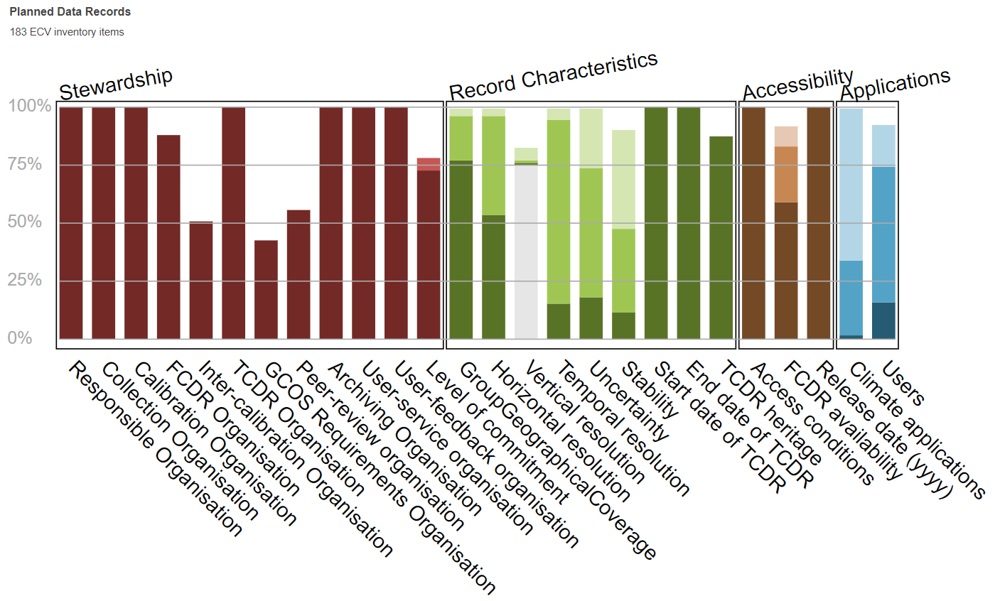 Planned Data Records
183 ECV inventory items
Stewardship
Record Characteristics
Accessibility
Applications
100%
75%
50%
25%
0%
Responsible Organisation
Collection Organisation
Calibration Organisation
FCDR Organisation
Inter-calibration Organisation
TCDR Organisation
GCOS Requirements Organisation
Peer-review organisation
Archiving Organisation
User-service organisation
User-feedback organisation
Level of commitment
GroupGeographicalCoverage
Horizontal resolution
Vertical resolution
Temporal resolution
Uncertainty
Stability
Start date of TCDR
End date of TCDR
TCDR heritage
Access conditions
FCDR availability
Release date (yyyy)
Climate applications
Users